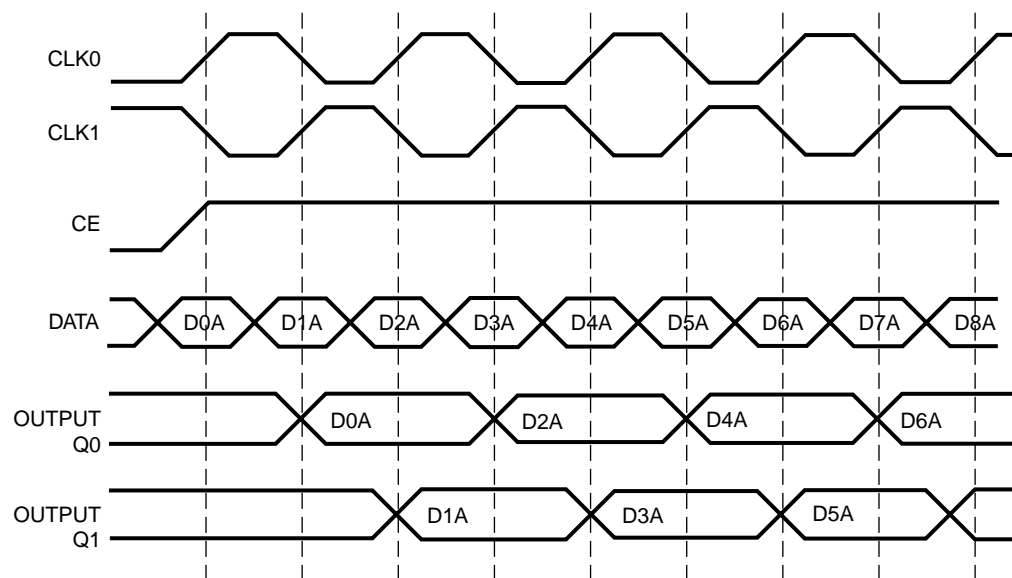 CLK0
CLK1
CE
DATA D0A D1A D2A D3A D4A D5A D6A D7A D8A
OUTPUT
Q0
D0A D2A D4A D6A
OUTPUT
Q1
D1A D3A D5A